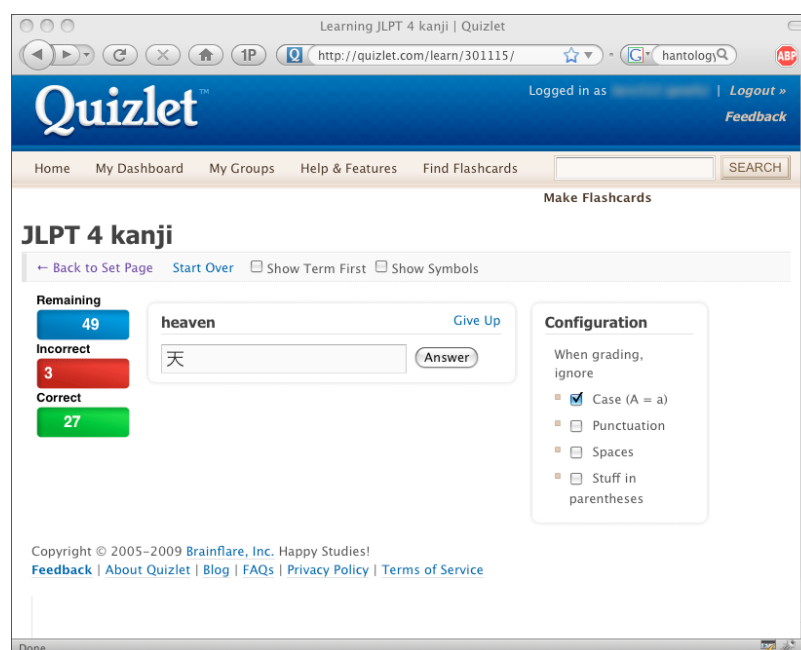 Learning JLPT 4 kanji | Quizlet
1P
Q http://quizlet.com/learn/301115/
G hantology
ABP
Quizlet™
Logged in as | Logout »
Feedback
Home My Dashboard My Groups Help & Features Find Flashcards SEARCH
Make Flashcards
JLPT 4 kanji
← Back to Set Page Start Over Show Term First Show Symbols
Remaining
49
Incorrect
3
Correct
27
heaven Give Up
天 Answer
Configuration
When grading,
ignore
Case (A = a)
Punctuation
Spaces
Stuff in
parentheses
Copyright © 2005-2009 Brainflare, Inc. Happy Studies!
Feedback | About Quizlet | Blog | FAQs | Privacy Policy | Terms of Service
Done